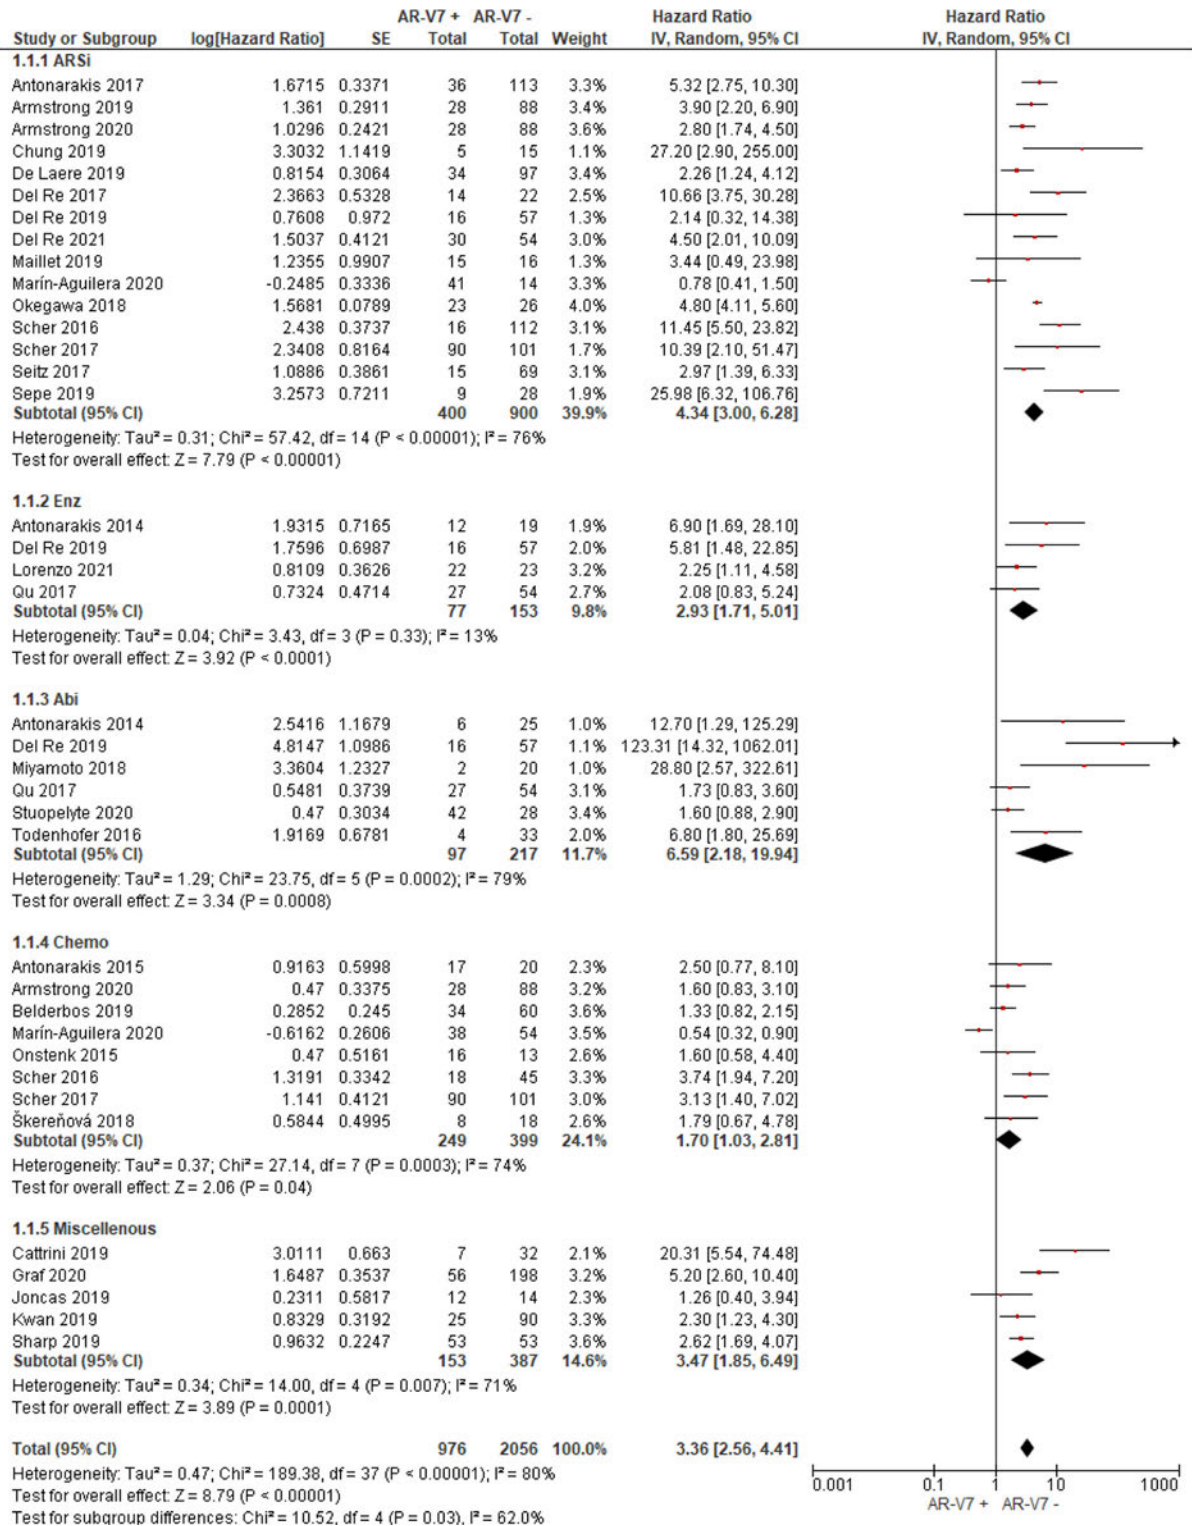 AR-V7 + AR-V7 - Hazard Ratio Hazard Ratio
Study or Subgroup log[Hazard Ratio] SE Total Total Weight IV, Random, 95% CI IV, Random, 95% CI
1.1.1 ARSi
Antonarakis 2017 1.6715 0.3371 36 113 3.3% 5.32 [2.75, 10.30]
Armstrong 2019 1.361 0.2911 28 88 3.4% 3.90 [2.20, 6.90]
Armstrong 2020 1.0296 0.2421 28 88 3.6% 2.80 [1.74, 4.50]
Chung 2019 3.3032 1.1419 5 15 1.1% 27.20 [2.90, 255.00]
De Laere 2019 0.8154 0.3064 34 97 3.4% 2.26 [1.24, 4.12]
Del Re 2017 2.3663 0.5328 14 22 2.5% 10.66 [3.75, 30.28]
Del Re 2019 0.7608 0.972 16 57 1.3% 2.14 [0.32, 14.38]
Del Re 2021 1.5037 0.4121 30 54 3.0% 4.50 [2.01, 10.09]
Maillet 2019 1.2355 0.9907 15 16 1.3% 3.44 [0.49, 23.98]
Marín-Aguilera 2020 -0.2485 0.3336 41 14 3.3% 0.78 [0.41, 1.50]
Okegawa 2018 1.5681 0.0789 23 26 4.0% 4.80 [4.11, 5.60]
Scher 2016 2.438 0.3737 16 112 3.1% 11.45 [5.50, 23.82]
Scher 2017 2.3408 0.8164 90 101 1.7% 10.39 [2.10, 51.47]
Seitz 2017 1.0886 0.3861 15 69 3.1% 2.97 [1.39, 6.33]
Sepe 2019 3.2573 0.7211 9 28 1.9% 25.98 [6.32, 106.76]
Subtotal (95% CI) 400 900 39.9% 4.34 [3.00, 6.28]
Heterogeneity: Tau² = 0.31; Chi² = 57.42, df = 14 (P < 0.00001); I² = 76%
Test for overall effect: Z = 7.79 (P < 0.00001)
1.1.2 Enz
Antonarakis 2014 1.9315 0.7165 12 19 1.9% 6.90 [1.69, 28.10]
Del Re 2019 1.7596 0.6987 16 57 2.0% 5.81 [1.48, 22.85]
Lorenzo 2021 0.8109 0.3626 22 23 3.2% 2.25 [1.11, 4.58]
Qu 2017 0.7324 0.4714 27 54 2.7% 2.08 [0.83, 5.24]
Subtotal (95% CI) 77 153 9.8% 2.93 [1.71, 5.01]
Heterogeneity: Tau² = 0.04; Chi² = 3.43, df = 3 (P = 0.33); I² = 13%
Test for overall effect: Z = 3.92 (P < 0.0001)
1.1.3 Abi
Antonarakis 2014 2.5416 1.1679 6 25 1.0% 12.70 [1.29, 125.29]
Del Re 2019 4.8147 1.0986 16 57 1.1% 123.31 [14.32, 1062.01]
Miyamoto 2018 3.3604 1.2327 2 20 1.0% 28.80 [2.57, 322.61]
Qu 2017 0.5481 0.3739 27 54 3.1% 1.73 [0.83, 3.60]
Stuopelyte 2020 0.47 0.3034 42 28 3.4% 1.60 [0.88, 2.90]
Todenhofer 2016 1.9169 0.6781 4 33 2.0% 6.80 [1.80, 25.69]
Subtotal (95% CI) 97 217 11.7% 6.59 [2.18, 19.94]
Heterogeneity: Tau² = 1.29; Chi² = 23.75, df = 5 (P = 0.0002); I² = 79%
Test for overall effect: Z = 3.34 (P = 0.0008)
1.1.4 Chemo
Antonarakis 2015 0.9163 0.5998 17 20 2.3% 2.50 [0.77, 8.10]
Armstrong 2020 0.47 0.3375 28 88 3.2% 1.60 [0.83, 3.10]
Belderbos 2019 0.2852 0.245 34 60 3.6% 1.33 [0.82, 2.15]
Marín-Aguilera 2020 -0.6162 0.2606 38 54 3.5% 0.54 [0.32, 0.90]
Onstenk 2015 0.47 0.5161 16 13 2.6% 1.60 [0.58, 4.40]
Scher 2016 1.3191 0.3342 18 45 3.3% 3.74 [1.94, 7.20]
Scher 2017 1.141 0.4121 90 101 3.0% 3.13 [1.40, 7.02]
Škereňová 2018 0.5844 0.4995 8 18 2.6% 1.79 [0.67, 4.78]
Subtotal (95% CI) 249 399 24.1% 1.70 [1.03, 2.81]
Heterogeneity: Tau² = 0.37; Chi² = 27.14, df = 7 (P = 0.0003); I² = 74%
Test for overall effect: Z = 2.06 (P = 0.04)
1.1.5 Miscellenous
Cattrini 2019 3.0111 0.663 7 32 2.1% 20.31 [5.54, 74.48]
Graf 2020 1.6487 0.3537 56 198 3.2% 5.20 [2.60, 10.40]
Joncas 2019 0.2311 0.5817 12 14 2.3% 1.26 [0.40, 3.94]
Kwan 2019 0.8329 0.3192 25 90 3.3% 2.30 [1.23, 4.30]
Sharp 2019 0.9632 0.2247 53 53 3.6% 2.62 [1.69, 4.07]
Subtotal (95% CI) 153 387 14.6% 3.47 [1.85, 6.49]
Heterogeneity: Tau² = 0.34; Chi² = 14.00, df = 4 (P = 0.007); I² = 71%
Test for overall effect: Z = 3.89 (P = 0.0001)
Total (95% CI) 976 2056 100.0% 3.36 [2.56, 4.41]
Heterogeneity: Tau² = 0.47; Chi² = 189.38, df = 37 (P < 0.00001); I² = 80%
Test for overall effect: Z = 8.79 (P < 0.00001)
Test for subgroup differences: Chi² = 10.52, df = 4 (P = 0.03), I² = 62.0%
0.001 0.1 1 10 1000
AR-V7 + AR-V7 -